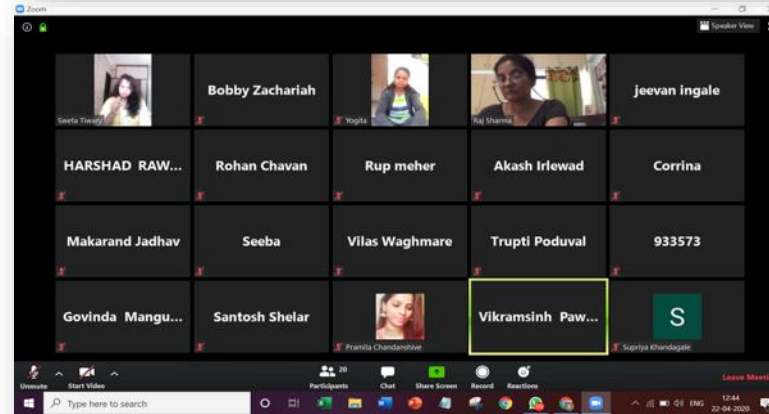 Zoom
Speaker View
Sweta Tiwary
Bobby Zachariah
Yogita
Raj Sharma
jeevan ingale
HARSHAD RAW...
Rohan Chavan
Rup meher
Akash Irlewad
Corrina
Makarand Jadhav
Seeba
Vilas Waghmare
Trupti Poduval
933573
Govinda Mangu...
Santosh Shelar
Pramila Chandanshive
Vikramsinh Paw...
S
Supriya Khandagale
Unmute
Start Video
Participants
20
Chat
Share Screen
Record
Reactions
Leave Meeti
Type here to search
ENG
12:44
22-04-2020